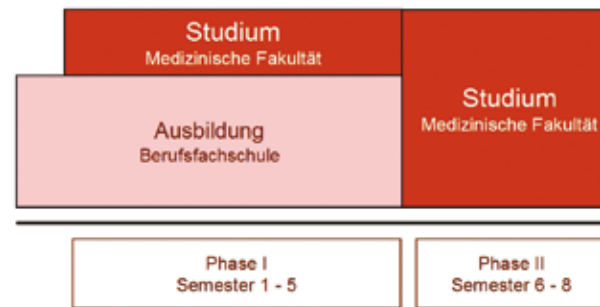 Studium
Medizinische Fakultät
Ausbildung
Berufsfachschule
Studium
Medizinische Fakultät
Phase I
Semester 1 - 5
Phase II
Semester 6 - 8